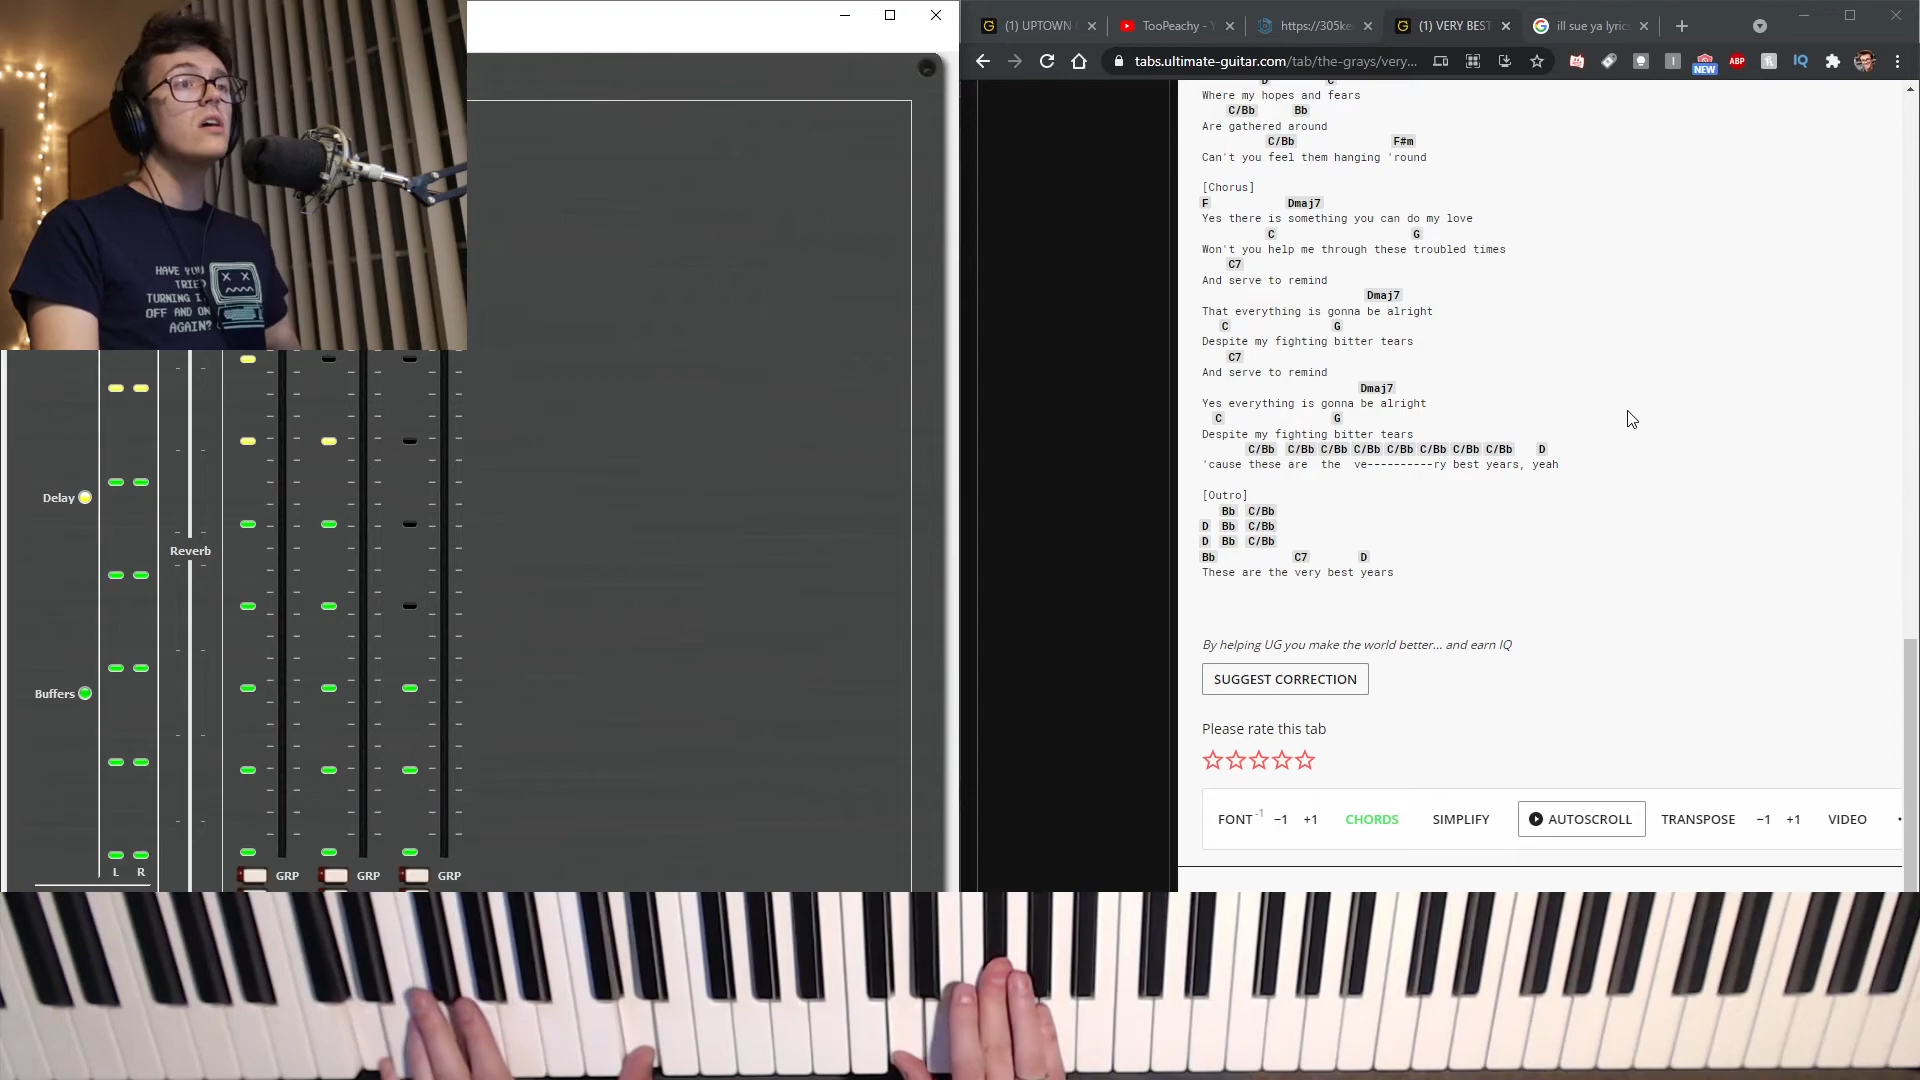 HAVE YOU
TRIED
TURNING I
OFF AND ON
AGAIN?
Delay
Reverb
Buffers
L R
GRP GRP GRP
(1) UPTOWN
TooPeachy - Y
https://305ke
(1) VERY BEST
ill sue ya lyrics
tabs.ultimate-guitar.com/tab/the-grays/very...
NEW
ABP
IQ
D C
Where my hopes and fears
C/Bb Bb
Are gathered around
C/Bb F#m
Can't you feel them hanging 'round
[Chorus]
F Dmaj7
Yes there is something you can do my love
C G
Won't you help me through these troubled times
C7
And serve to remind
Dmaj7
That everything is gonna be alright
C G
Despite my fighting bitter tears
C7
And serve to remind
Dmaj7
Yes everything is gonna be alright
C G
Despite my fighting bitter tears
C/Bb C/Bb C/Bb C/Bb C/Bb C/Bb C/Bb C/Bb D
'cause these are the ve----------ry best years, yeah
[Outro]
Bb C/Bb
D Bb C/Bb
D Bb C/Bb
Bb C7 D
These are the very best years
By helping UG you make the world better... and earn IQ
SUGGEST CORRECTION
Please rate this tab
FONT -1 −1 +1 CHORDS SIMPLIFY AUTOSCROLL TRANSPOSE −1 +1 VIDEO